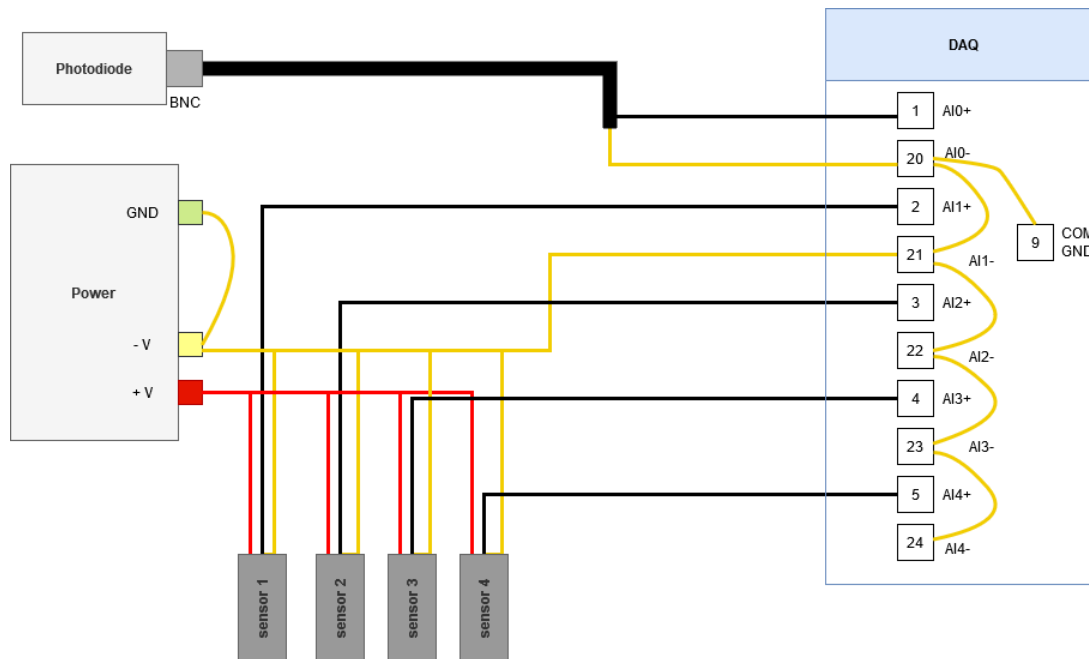 DAQ
Photodiode
BNC
1 AI0+
20 AI0-
GND
2 AI1+
9 COM
GND
21 AI1-
Power
3 AI2+
- V
22 AI2-
+ V
4 AI3+
23 AI3-
5 AI4+
24 AI4-
sensor 1
sensor 2
sensor 3
sensor 4